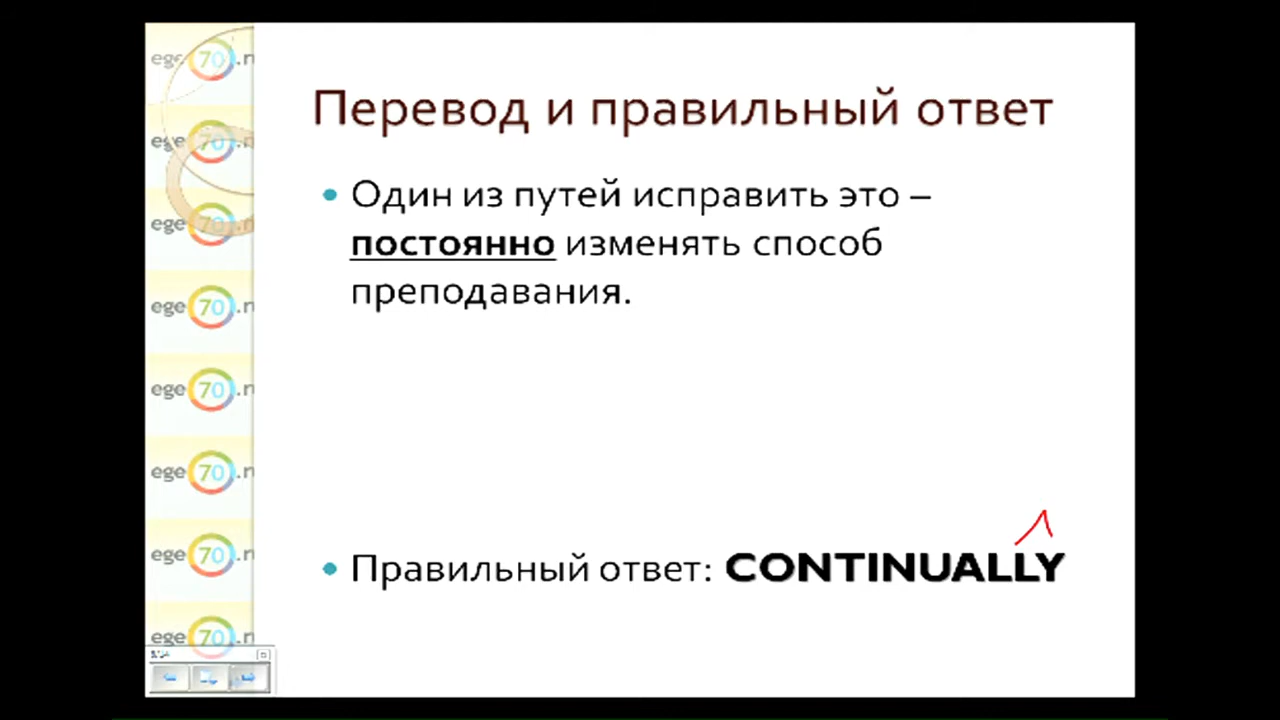 Перевод и правильный ответ
Один из путей исправить это –
постоянно изменять способ
преподавания.
Правильный ответ: CONTINUALLY
ege 70 .r
ege 70 .r
ege 70 .r
ege 70 .r
ege 70 .r
ege 70 .r
ege 70 .r
ege 70 .r